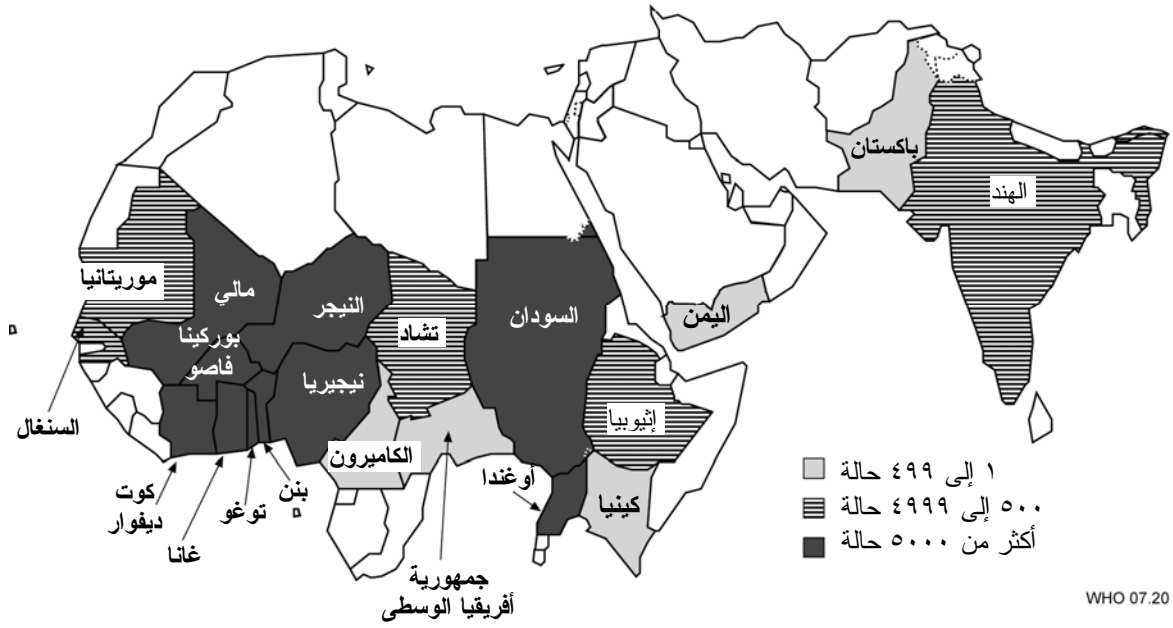 باكستان
الهند
موريتانيا
مالي
النيجر
السودان
اليمن
بوركينا
فاصو
تشاد
نيجيريا
إثيوبيا
السنغال
الكاميرون
أوغندا
كينيا
كوت
ديفوار
غانا
توغو
بنن
جمهورية
أفريقيا الوسطى
١ إلى ٤٩٩ حالة
٥٠٠ إلى ٤٩٩٩ حالة
أكثر من ٥٠٠٠ حالة
WHO 07.20